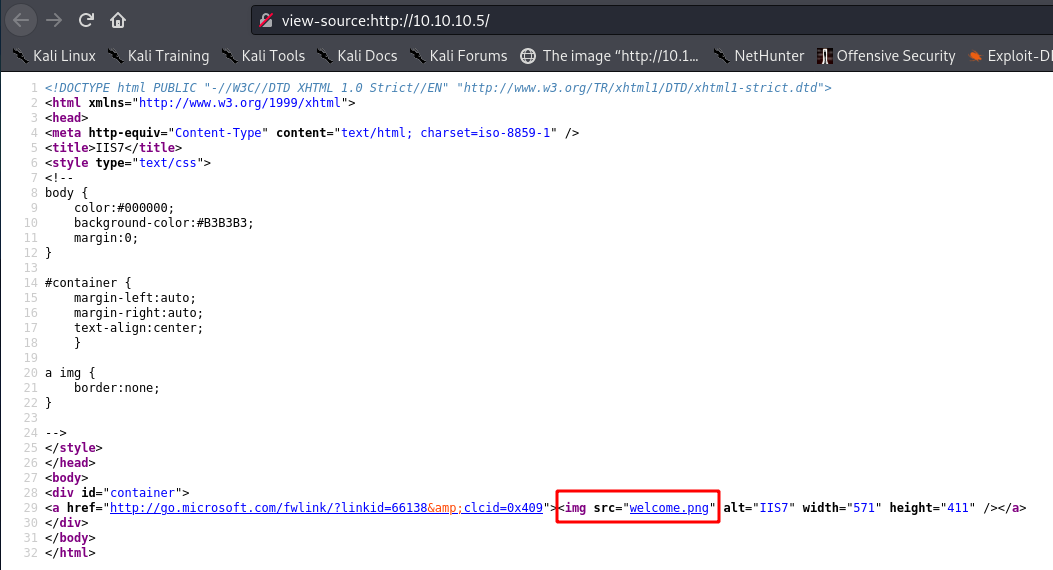 view-source:http://10.10.10.5/
Kali Linux Kali Training Kali Tools Kali Docs Kali Forums The image “http://10.1... NetHunter Offensive Security Exploit-D
1 <!DOCTYPE html PUBLIC "-//W3C//DTD XHTML 1.0 Strict//EN" "http://www.w3.org/TR/xhtml1/DTD/xhtml1-strict.dtd">
2 <html xmlns="http://www.w3.org/1999/xhtml">
3 <head>
4 <meta http-equiv="Content-Type" content="text/html; charset=iso-8859-1" />
5 <title>IIS7</title>
6 <style type="text/css">
7 <!--
8 body {
9     color:#000000;
10     background-color:#B3B3B3;
11     margin:0;
12 }
13
14 #container {
15     margin-left:auto;
16     margin-right:auto;
17     text-align:center;
18     }
19
20 a img {
21     border:none;
22 }
23
24 -->
25 </style>
26 </head>
27 <body>
28 <div id="container">
29 <a href="http://go.microsoft.com/fwlink/?linkid=66138&amp;clcid=0x409"><img src="welcome.png" alt="IIS7" width="571" height="411" /></a>
30 </div>
31 </body>
32 </html>